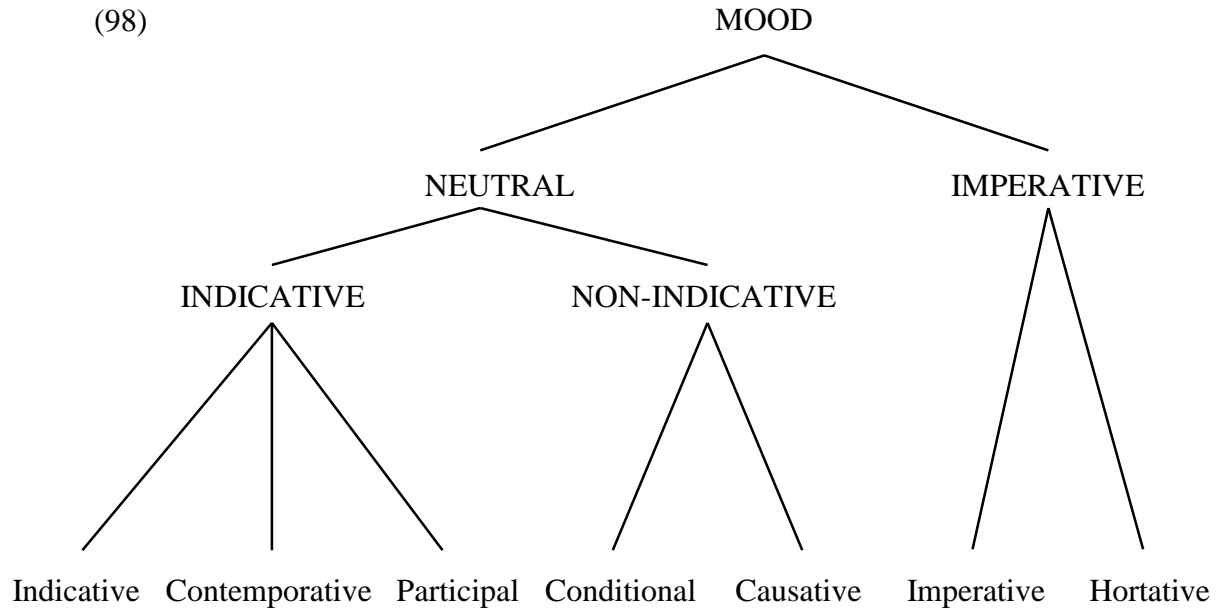 (98) MOOD
NEUTRAL IMPERATIVE
INDICATIVE NON-INDICATIVE
Indicative Contemporative Participal Conditional Causative Imperative Hortative